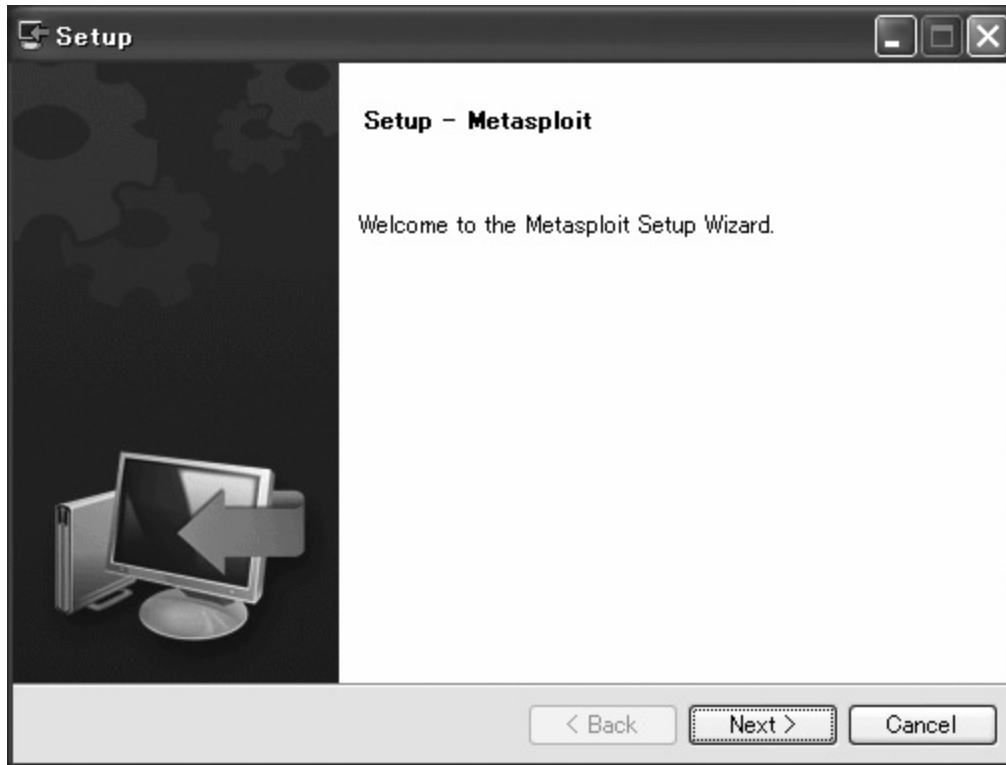 Setup
Setup - Metasploit
Welcome to the Metasploit Setup Wizard.
< Back
Next >
Cancel